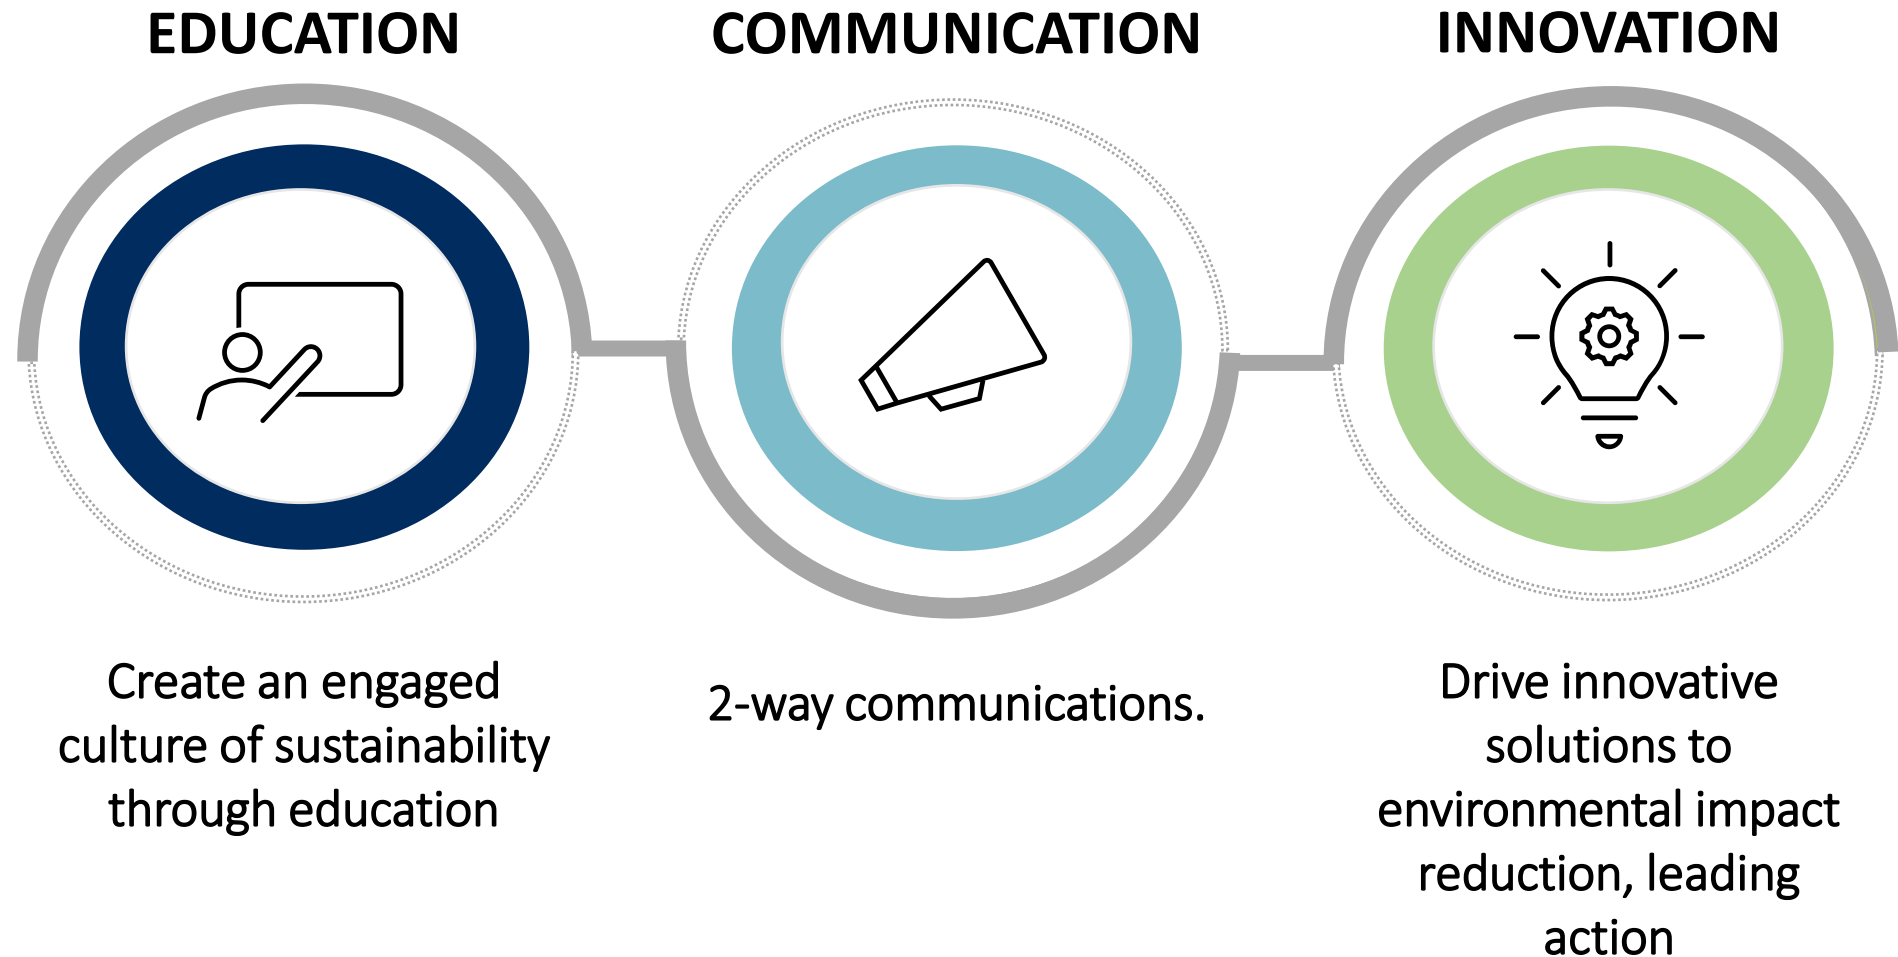 EDUCATION
COMMUNICATION
INNOVATION
Create an engaged
culture of sustainability
through education
2-way communications.
Drive innovative
solutions to
environmental impact
reduction, leading
action